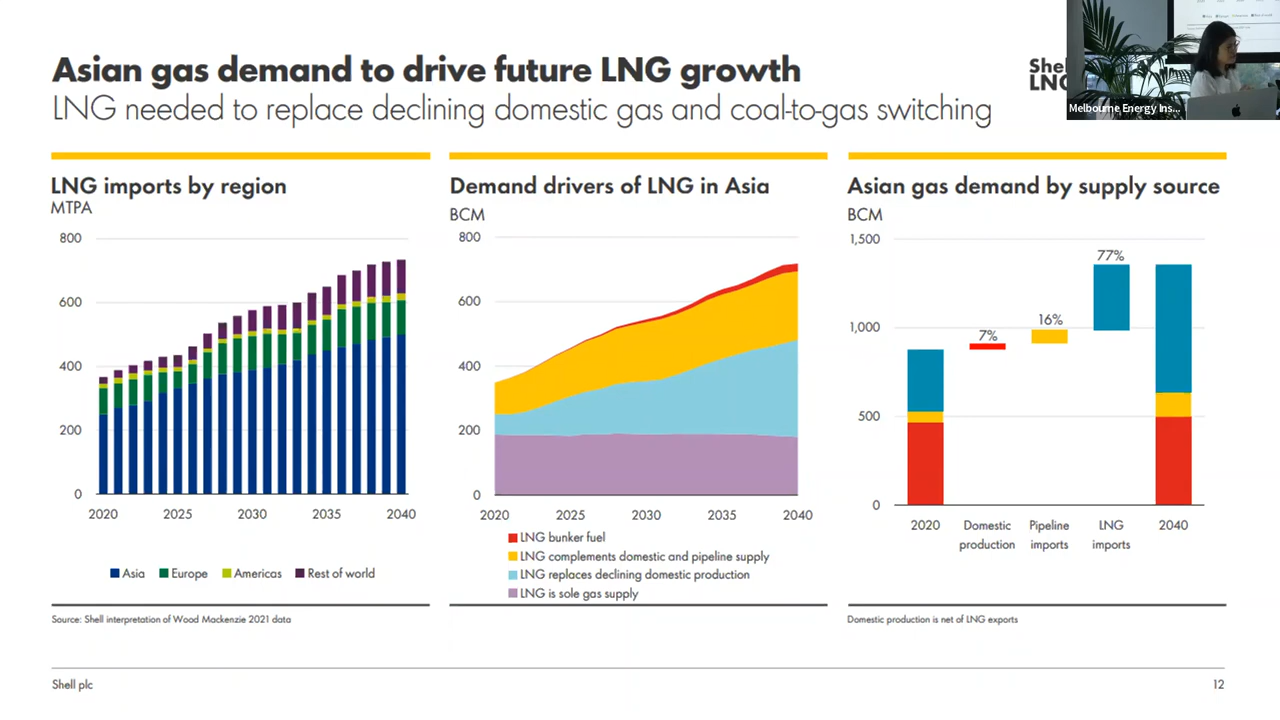 Asian gas demand to drive future LNG growth
LNG needed to replace declining domestic gas and coal-to-gas switching
Melbourne Energy Ins...
LNG imports by region
MTPA
800
600
400
200
0
2020 2025 2030 2035 2040
Asia Europe Americas Rest of world
Source: Shell interpretation of Wood Mackenzie 2021 data
Demand drivers of LNG in Asia
BCM
800
600
400
200
0
2020 2025 2030 2035 2040
LNG bunker fuel
LNG complements domestic and pipeline supply
LNG replaces declining domestic production
LNG is sole gas supply
Asian gas demand by supply source
BCM
1,500
1,000
500
0
7%
16%
77%
2020 Domestic production Pipeline imports LNG imports 2040
Domestic production is net of LNG exports
Shell plc
12